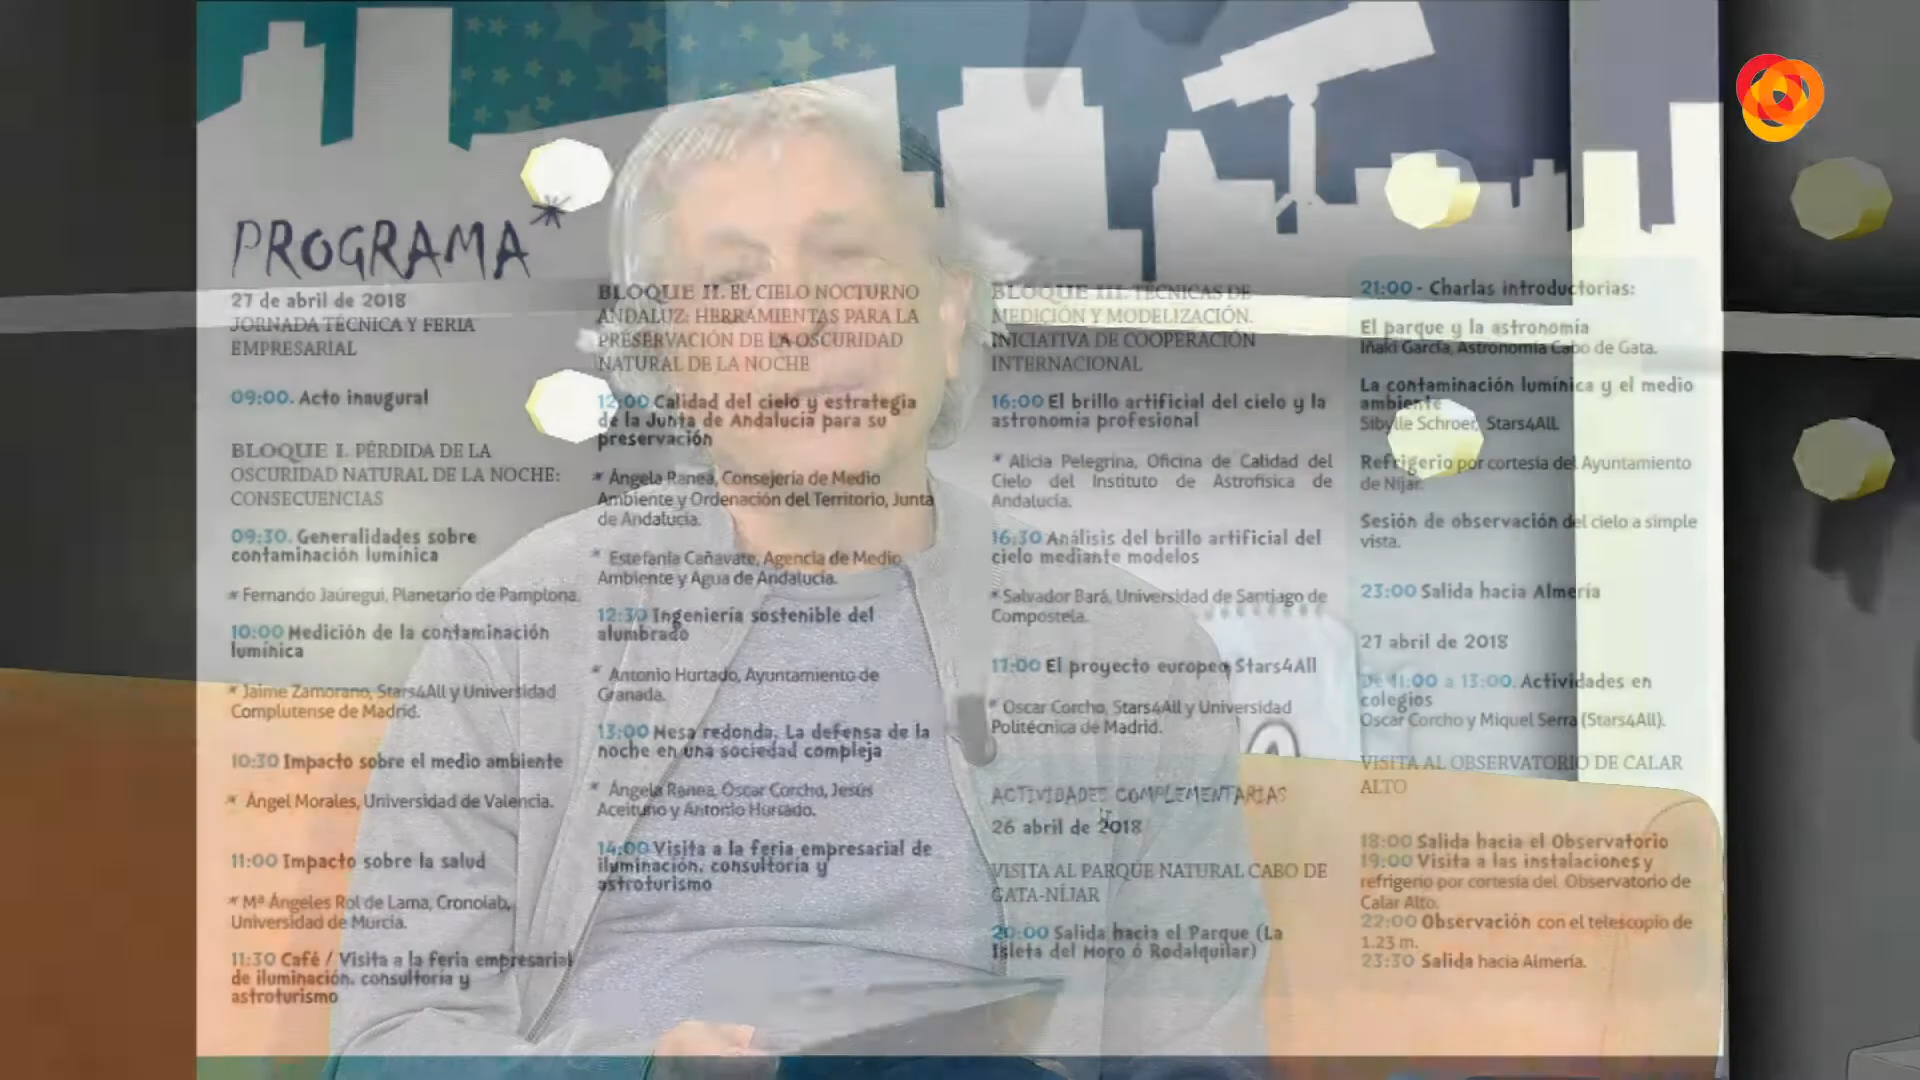 PROGRAMA*
27 de abril de 2018
JORNADA TÉCNICA Y FERIA
EMPRESARIAL
09:00. Acto inaugural
BLOQUE I. PÉRDIDA DE LA
OSCURIDAD NATURAL DE LA NOCHE:
CONSECUENCIAS
09:30. Generalidades sobre
contaminación lumínica
* Fernando Jaúregui, Planetario de Pamplona.
10:00 Medición de la contaminación
lumínica
* Jaime Zamorano, Stars4All y Universidad
Complutense de Madrid.
10:30 Impacto sobre el medio ambiente
* Ángel Morales, Universidad de Valencia.
11:00 Impacto sobre la salud
* Mª Ángeles Rol de Lama, Cronolab,
Universidad de Murcia.
11:30 Café / Visita a la feria empresarial
de iluminación, consultoría y
astroturismo
BLOQUE II. EL CIELO NOCTURNO
ANDALUZ: HERRAMIENTAS PARA LA
PRESERVACIÓN DE LA OSCURIDAD
NATURAL DE LA NOCHE
12:00 Calidad del cielo y estrategia
de la Junta de Andalucía para su
preservación
* Ángela Ranea, Consejería de Medio
Ambiente y Ordenación del Territorio, Junta
de Andalucía.
* Estefanía Cañavate, Agencia de Medio
Ambiente y Agua de Andalucía.
12:30 Ingeniería sostenible del
alumbrado
* Antonio Hurtado, Ayuntamiento de
Granada.
13:00 Mesa redonda. La defensa de la
noche en una sociedad compleja
* Ángela Ranea, Oscar Corcho, Jesús
Aceituno y Antonio Hurtado.
14:00 Visita a la feria empresarial de
iluminación, consultoría y
astroturismo
BLOQUE III. TÉCNICAS DE
MEDICIÓN Y MODELIZACIÓN.
INICIATIVA DE COOPERACIÓN
INTERNACIONAL
16:00 El brillo artificial del cielo y la
astronomía profesional
* Alicia Pelegrina, Oficina de Calidad del
Cielo del Instituto de Astrofísica de
Andalucía.
16:30 Análisis del brillo artificial del
cielo mediante modelos
* Salvador Bará, Universidad de Santiago de
Compostela.
17:00 El proyecto europeo Stars4All
* Oscar Corcho, Stars4All y Universidad
Politécnica de Madrid.
ACTIVIDADES COMPLEMENTARIAS
26 abril de 2018
VISITA AL PARQUE NATURAL CABO DE
GATA-NÍJAR
20:00 Salida hacia el Parque (La
Isleta del Moro ó Rodalquilar)
21:00 - Charlas introductorias:
El parque y la astronomía
Iñaki García, Astronomía Cabo de Gata.
La contaminación lumínica y el medio
ambiente
Sibylle Schroer, Stars4All.
Refrigerio por cortesía del Ayuntamiento
de Níjar.
Sesión de observación del cielo a simple
vista.
23:00 Salida hacia Almería
27 abril de 2018
De 11:00 a 13:00. Actividades en
colegios
Oscar Corcho y Miquel Serra (Stars4All).
VISITA AL OBSERVATORIO DE CALAR
ALTO
18:00 Salida hacia el Observatorio
19:00 Visita a las instalaciones y
refrigerio por cortesía del Observatorio de
Calar Alto.
22:00 Observación con el telescopio de
1.23 m.
23:30 Salida hacia Almería.